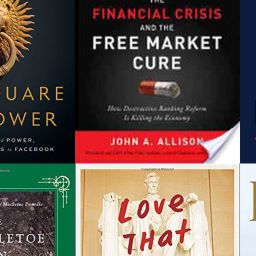 QUARE
OWER
POWER,
S TO FACEBOOK
THE
FINANCIAL CRISIS
AND THE
FREE MARKET
CURE
How Destructive Banking Reform
Is Killing the Economy
JOHN A. ALLISON
LETOE
LOVE
THAT